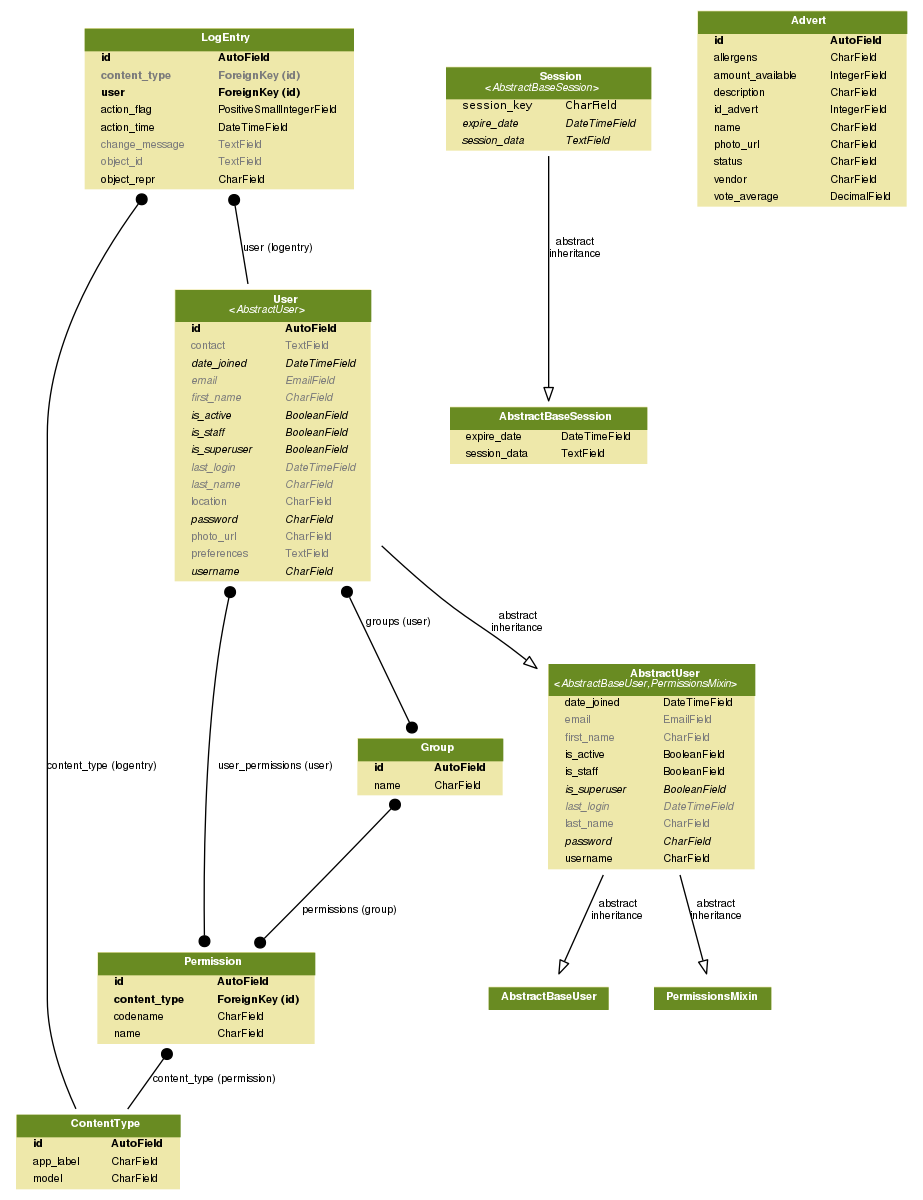 LogEntry
id AutoField
content_type ForeignKey (id)
user ForeignKey (id)
action_flag PositiveSmallIntegerField
action_time DateTimeField
change_message TextField
object_id TextField
object_repr CharField
Session
<AbstractBaseSession>
session_key CharField
expire_date DateTimeField
session_data TextField
Advert
id AutoField
allergens CharField
amount_available IntegerField
description CharField
id_advert IntegerField
name CharField
photo_url CharField
status CharField
vendor CharField
vote_average DecimalField
user (logentry)
abstract
inheritance
User
<AbstractUser>
id AutoField
contact TextField
date_joined DateTimeField
email EmailField
first_name CharField
is_active BooleanField
is_staff BooleanField
is_superuser BooleanField
last_login DateTimeField
last_name CharField
location CharField
password CharField
photo_url CharField
preferences TextField
username CharField
AbstractBaseSession
expire_date DateTimeField
session_data TextField
groups (user)
abstract
inheritance
AbstractUser
<AbstractBaseUser,PermissionsMixin>
date_joined DateTimeField
email EmailField
first_name CharField
is_active BooleanField
is_staff BooleanField
is_superuser BooleanField
last_login DateTimeField
last_name CharField
password CharField
username CharField
content_type (logentry)
user_permissions (user)
Group
id AutoField
name CharField
permissions (group)
abstract
inheritance
abstract
inheritance
Permission
id AutoField
content_type ForeignKey (id)
codename CharField
name CharField
AbstractBaseUser
PermissionsMixin
content_type (permission)
ContentType
id AutoField
app_label CharField
model CharField